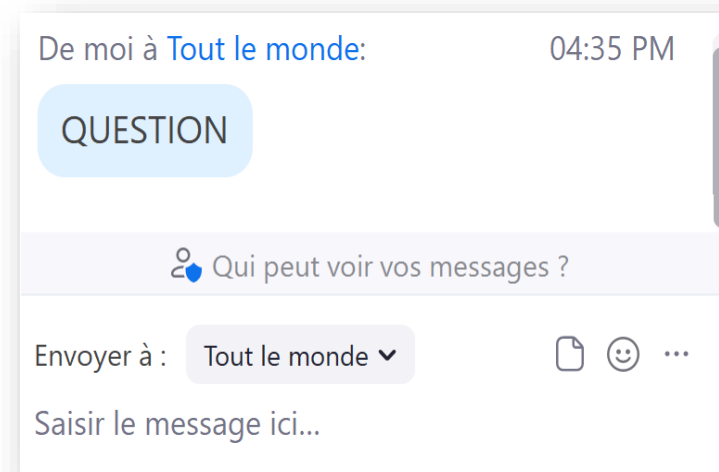 De moi à Tout le monde: 04:35 PM
QUESTION
Qui peut voir vos messages ?
Envoyer à : Tout le monde
Saisir le message ici...